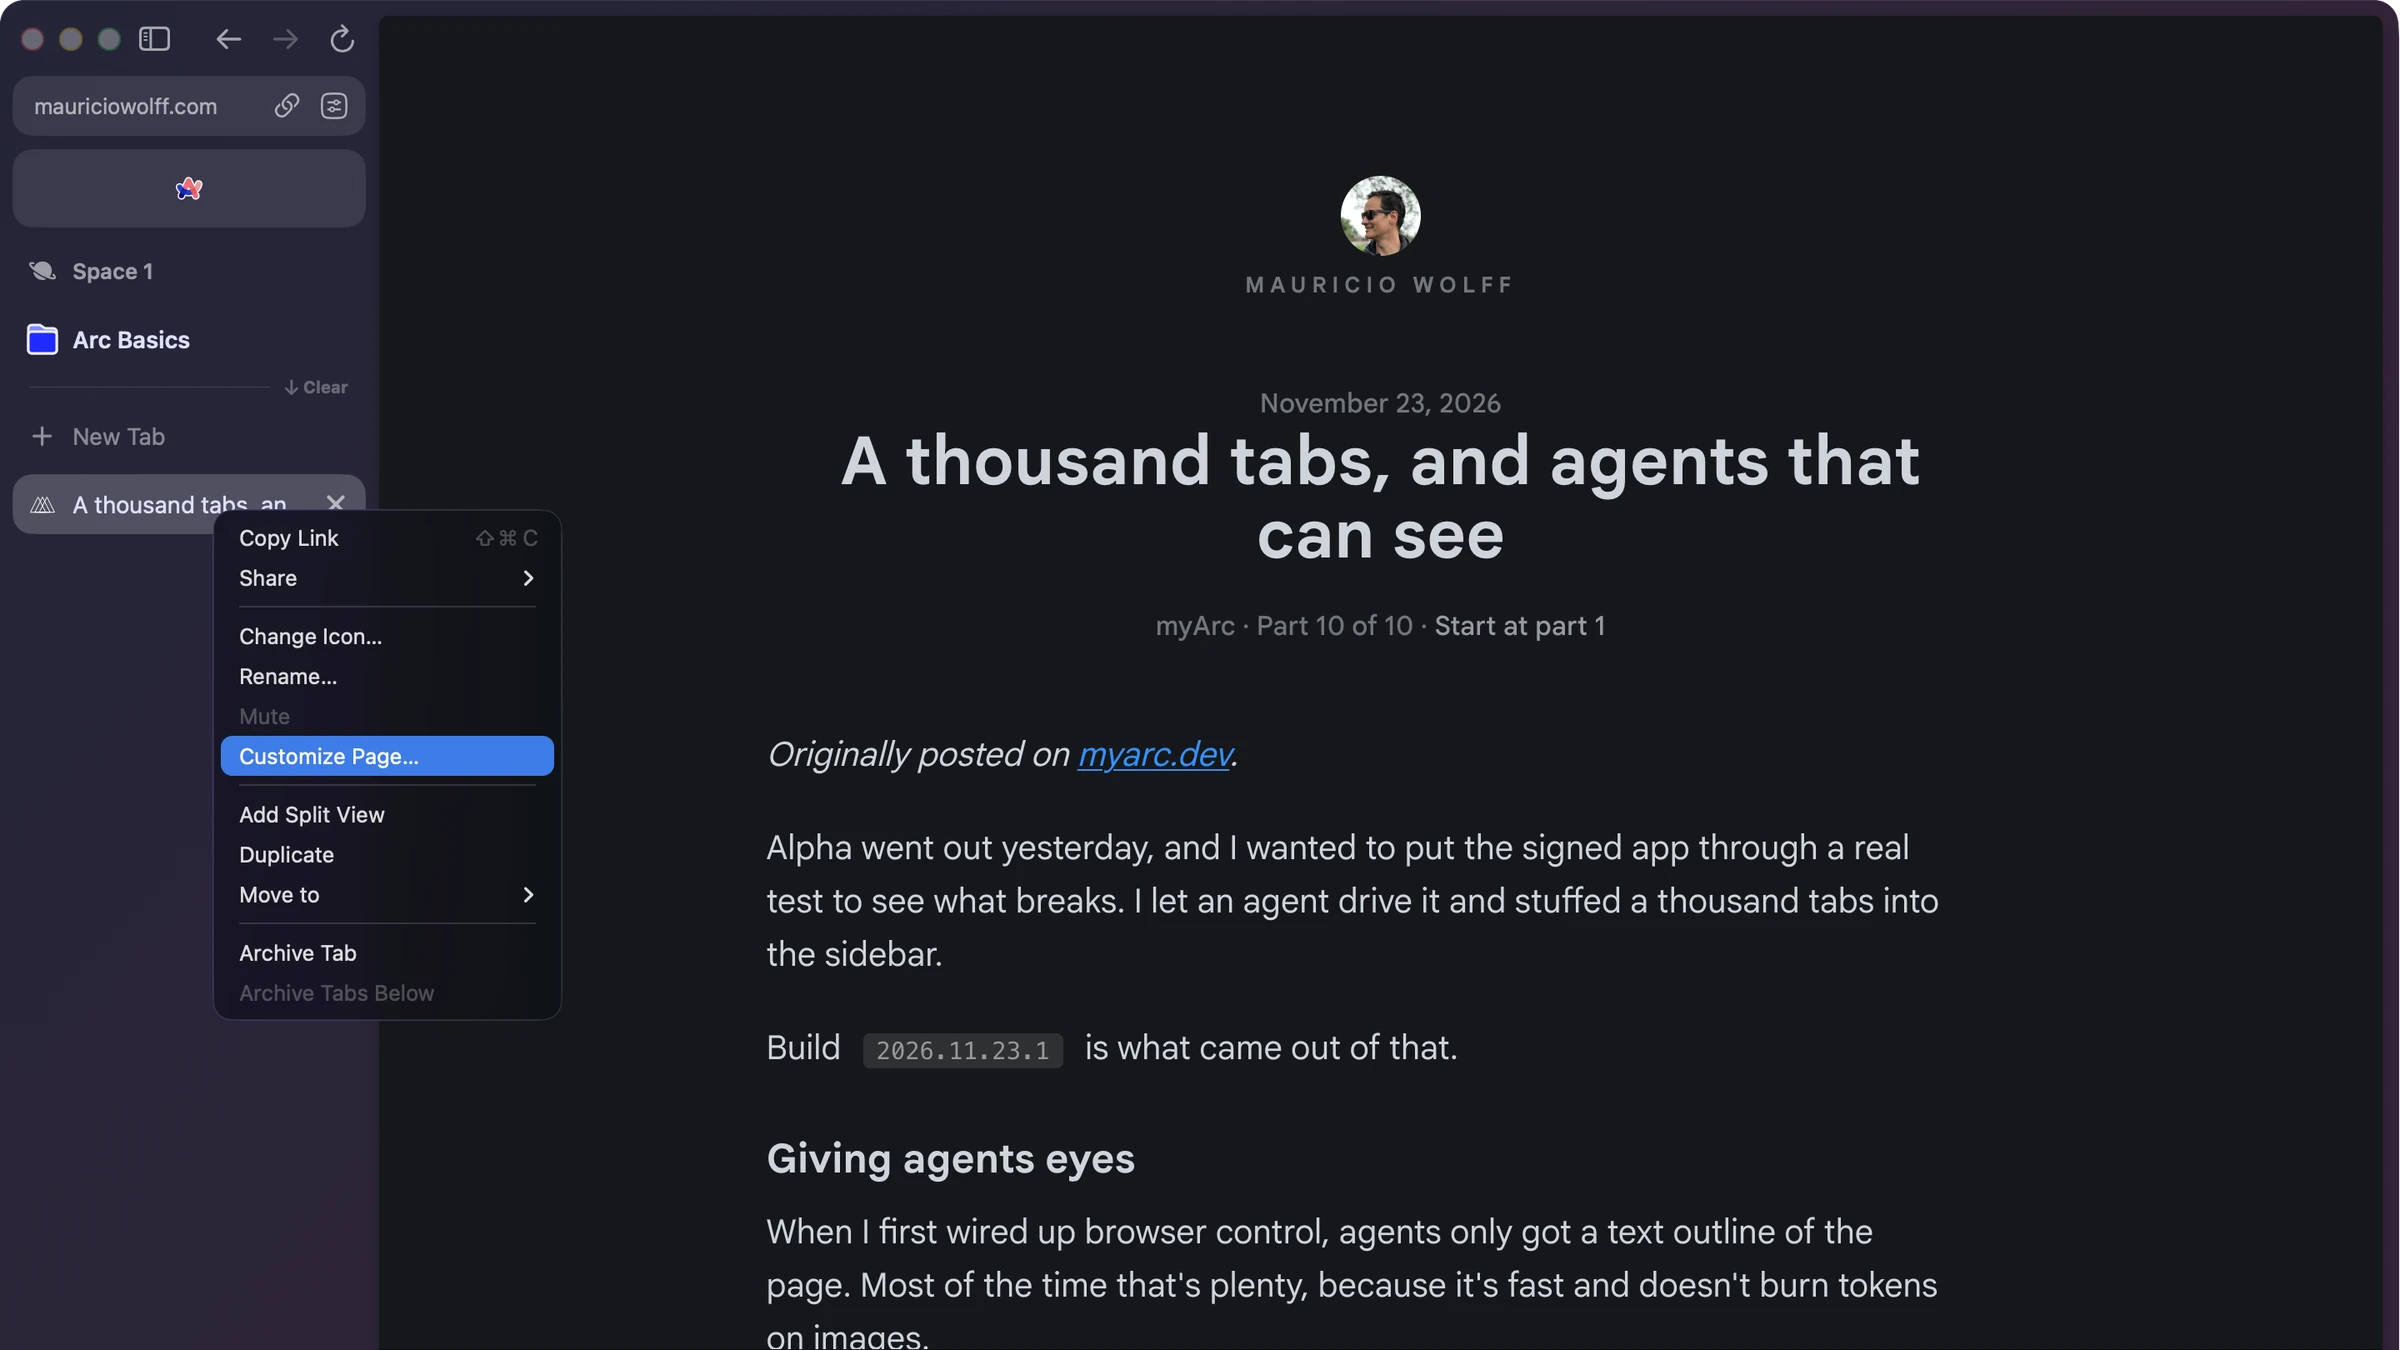 mauriciowolff.com
Space 1
Arc Basics
Clear
New Tab
A thousand tabs, an
Copy Link ⇧⌘C
Share
Change Icon...
Rename...
Mute
Customize Page...
Add Split View
Duplicate
Move to
Archive Tab
Archive Tabs Below
MAURICIO WOLFF
November 23, 2026
A thousand tabs, and agents that
can see
myArc · Part 10 of 10 · Start at part 1
Originally posted on myarc.dev.
Alpha went out yesterday, and I wanted to put the signed app through a real
test to see what breaks. I let an agent drive it and stuffed a thousand tabs into
the sidebar.
Build 2026.11.23.1 is what came out of that.
Giving agents eyes
When I first wired up browser control, agents only got a text outline of the
page. Most of the time that's plenty, because it's fast and doesn't burn tokens
on images.